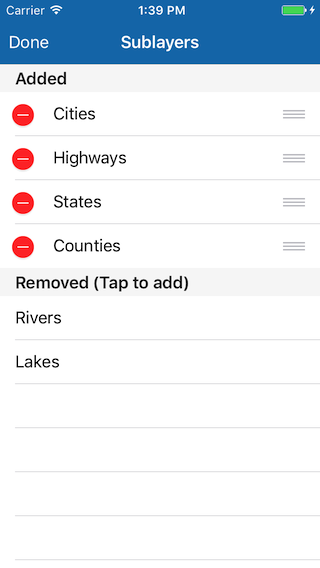 Carrier 1:39 PM
Done Sublayers
Added
Cities
Highways
States
Counties
Removed (Tap to add)
Rivers
Lakes